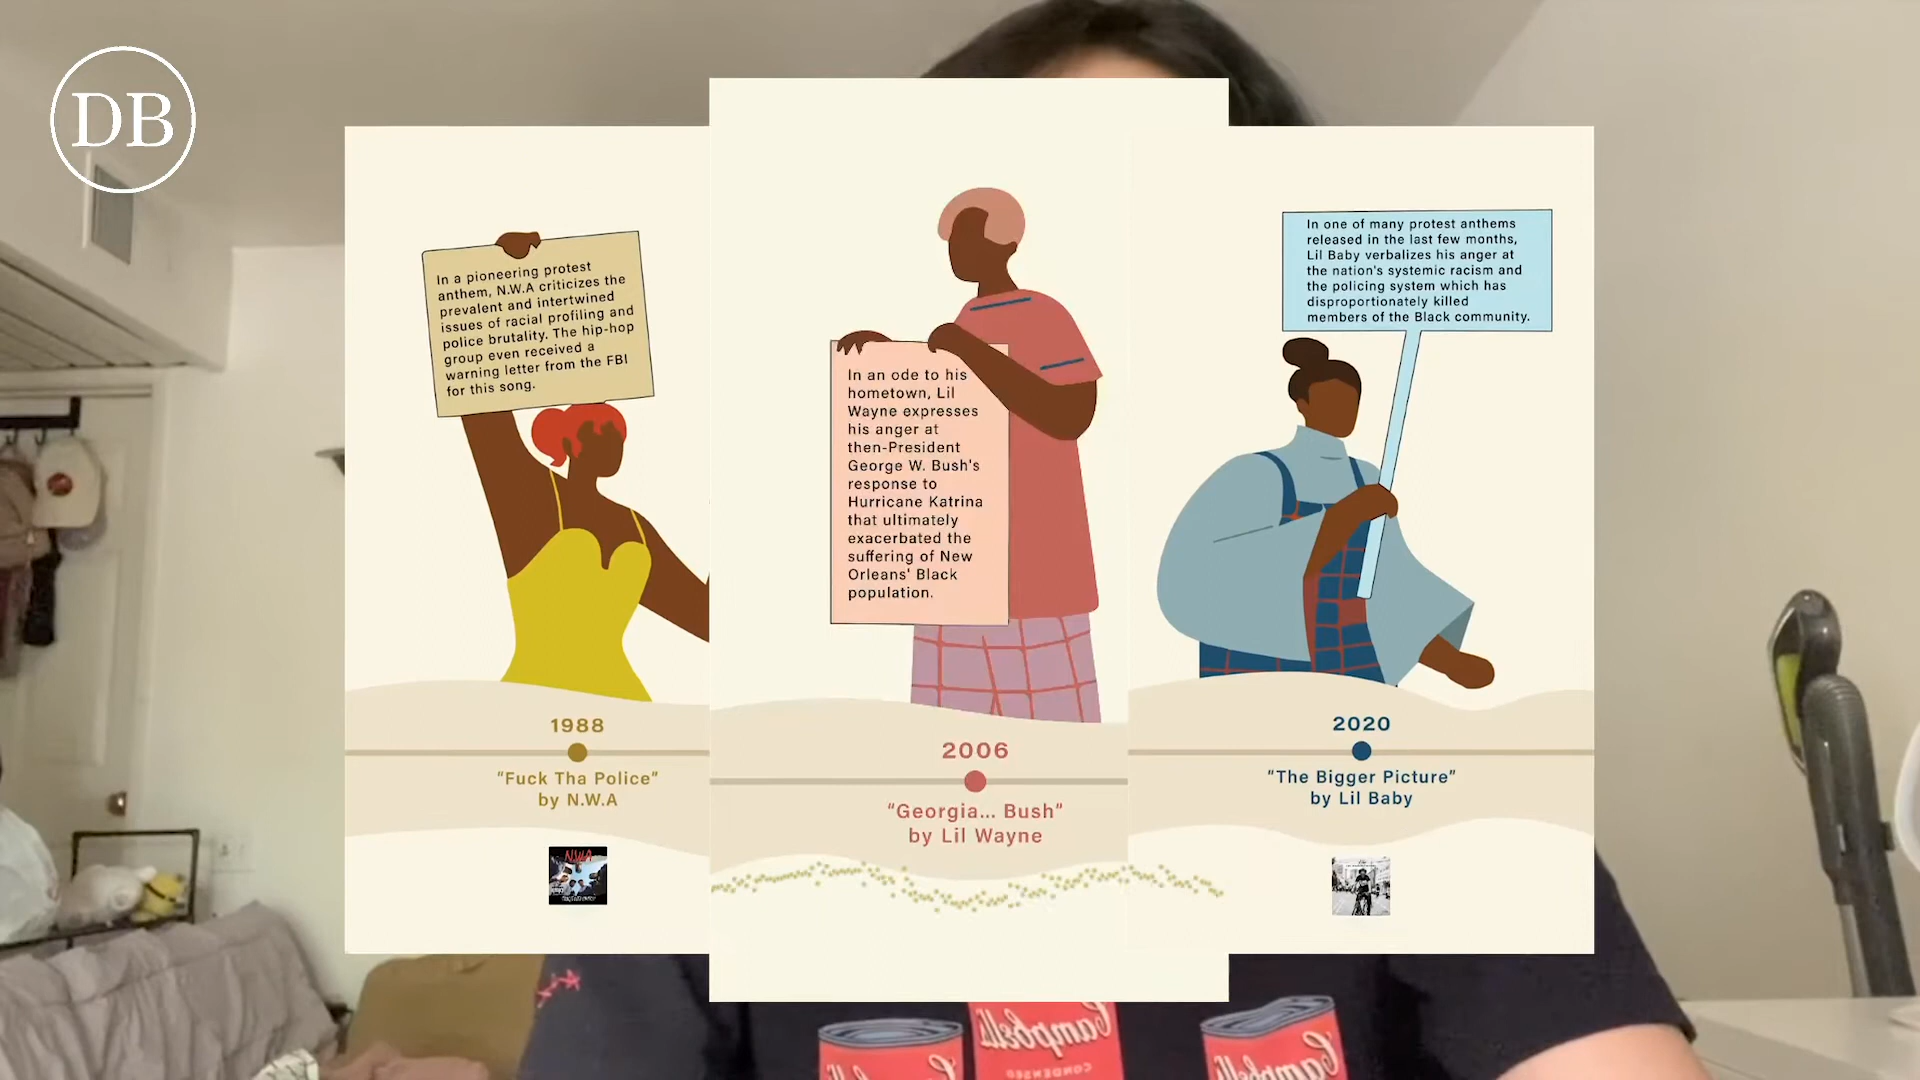 DB
In a pioneering protest
anthem, N.W.A criticizes the
prevalent and intertwined
issues of racial profiling and
police brutality. The hip-hop
group even received a
warning letter from the FBI
for this song.
1988
“Fuck Tha Police”
by N.W.A
N.W.A
In an ode to his
hometown, Lil
Wayne expresses
his anger at
then-President
George W. Bush's
response to
Hurricane Katrina
that ultimately
exacerbated the
suffering of New
Orleans' Black
population.
2006
“Georgia... Bush”
by Lil Wayne
In one of many protest anthems
released in the last few months,
Lil Baby verbalizes his anger at
the nation's systemic racism and
the policing system which has
disproportionately killed
members of the Black community.
2020
“The Bigger Picture”
by Lil Baby
Campbell's
CONDENSED